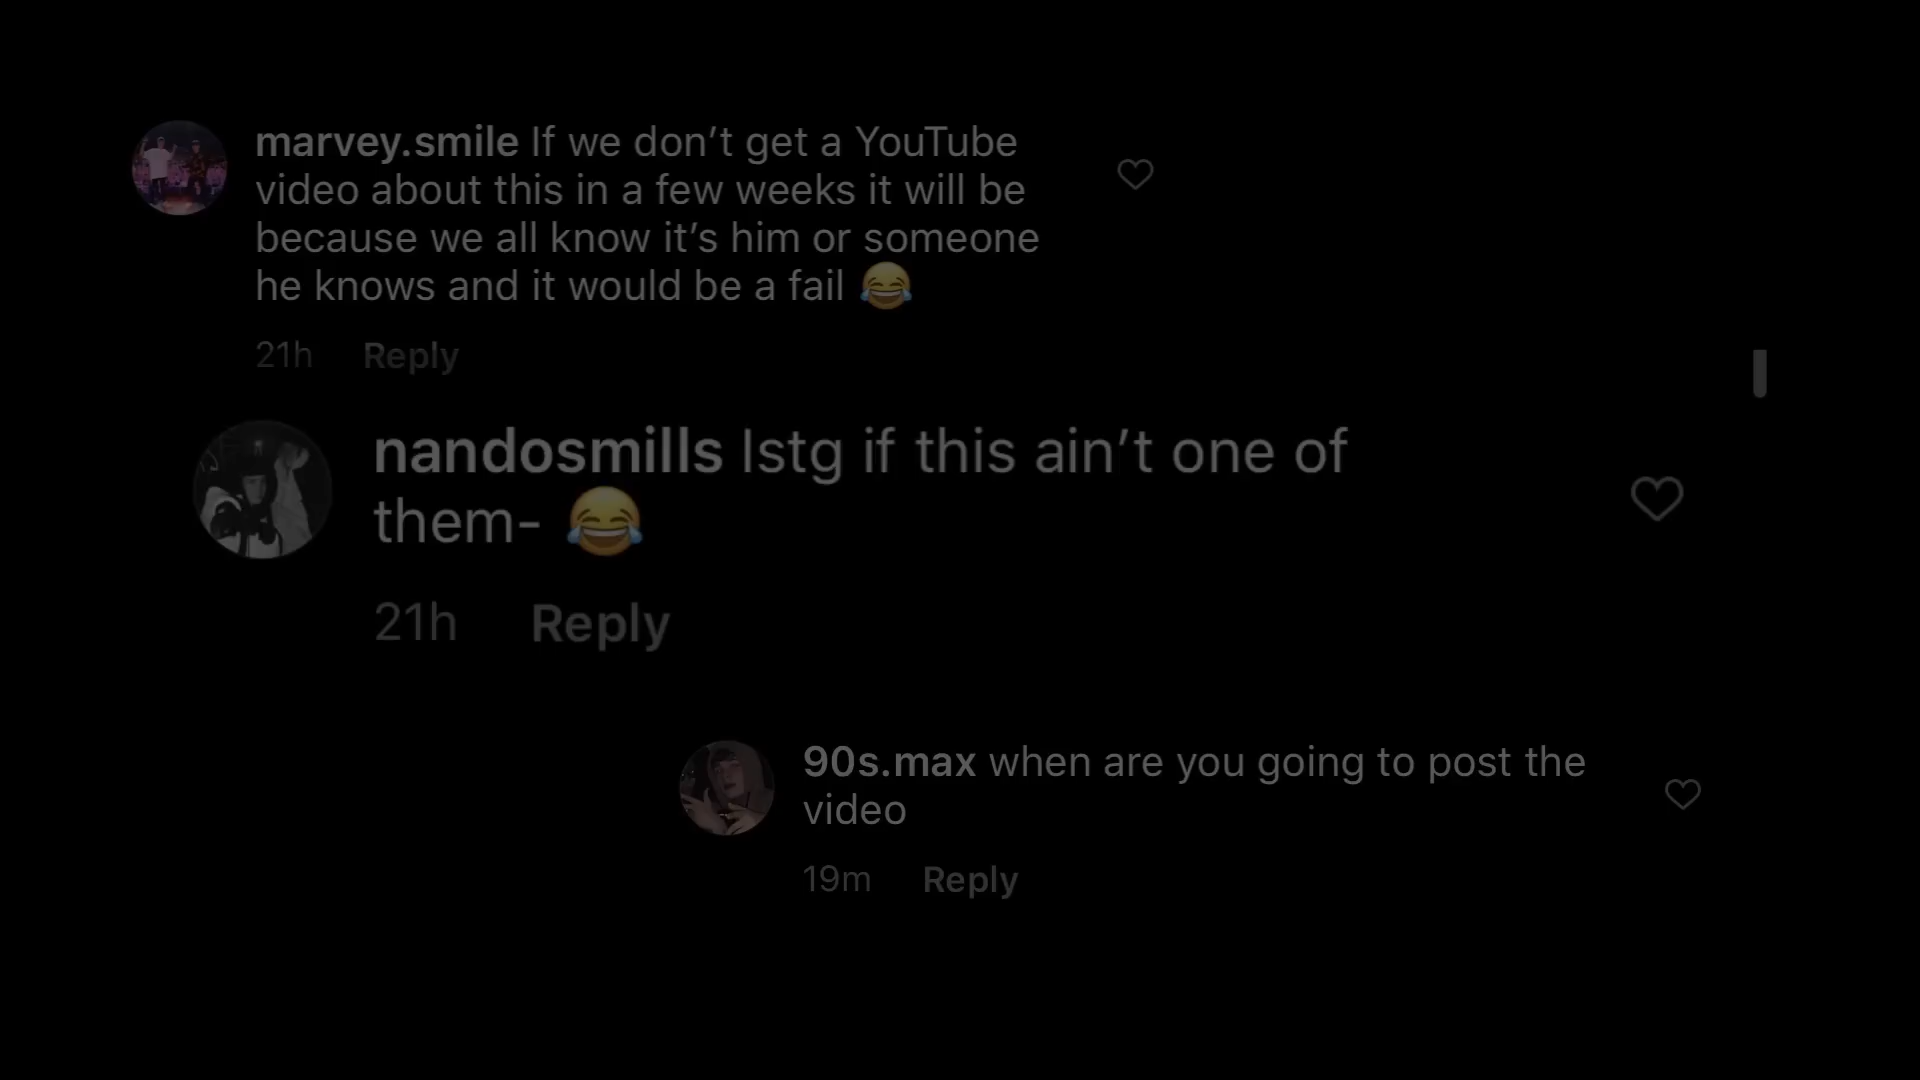 marvey.smile If we don’t get a YouTube
video about this in a few weeks it will be
because we all know it’s him or someone
he knows and it would be a fail 😂
21h Reply
nandosmills Istg if this ain’t one of
them- 😂
21h Reply
90s.max when are you going to post the
video
19m Reply